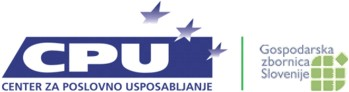 CPU
CENTER ZA POSLOVNO USPOSABLJANJE
Gospodarska
zbornica
Slovenije